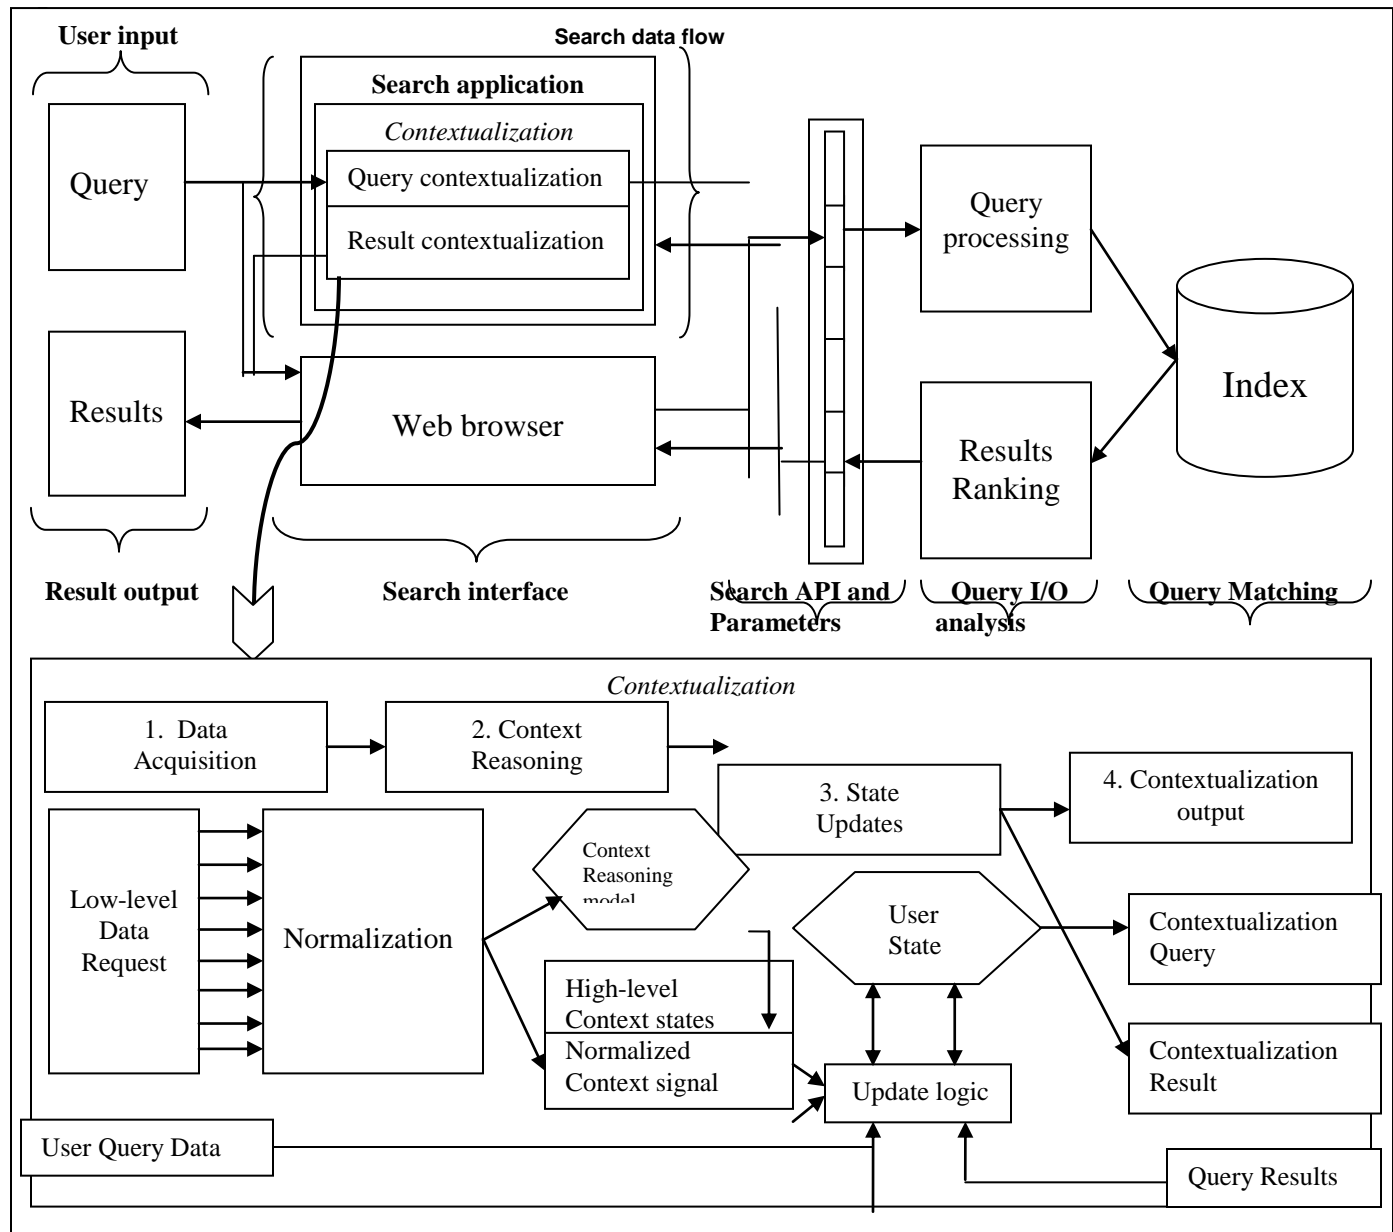 User input
Search data flow
Search application
Contextualization
Query
Query contextualization
Result contextualization
Query
processing
Index
Results
Web browser
Results
Ranking
Result output
Search interface
Search API and
Parameters
Query I/O
analysis
Query Matching
Contextualization
1. Data
Acquisition
2. Context
Reasoning
3. State
Updates
4. Contextualization
output
Low-level
Data
Request
Normalization
Context
Reasoning
model
User
State
Contextualization
Query
High-level
Context states
Normalized
Context signal
Update logic
Contextualization
Result
User Query Data
Query Results